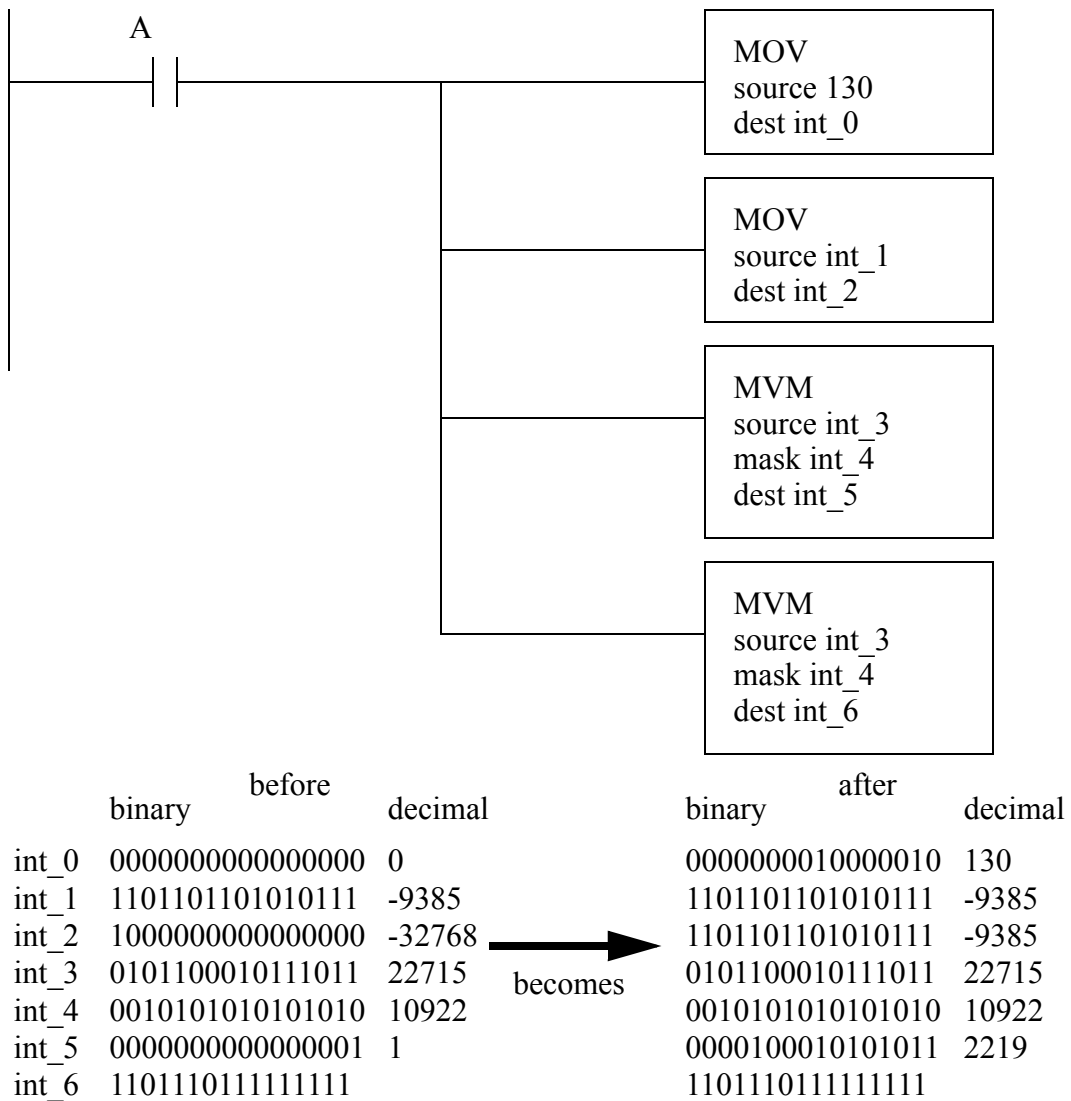 A
MOV
source 130
dest int_0
MOV
source int_1
dest int_2
MVM
source int_3
mask int_4
dest int_5
MVM
source int_3
mask int_4
dest int_6
before after
binary decimal binary decimal
int_0 0000000000000000 0 0000000010000010 130
int_1 1101101101010111 -9385 1101101101010111 -9385
int_2 1000000000000000 -32768 1101101101010111 -9385
becomes
int_3 0101100010111011 22715 0101100010111011 22715
int_4 0010101010101010 10922 0010101010101010 10922
int_5 0000000000000001 1 0000100010101011 2219
int_6 1101110111111111 1101110111111111